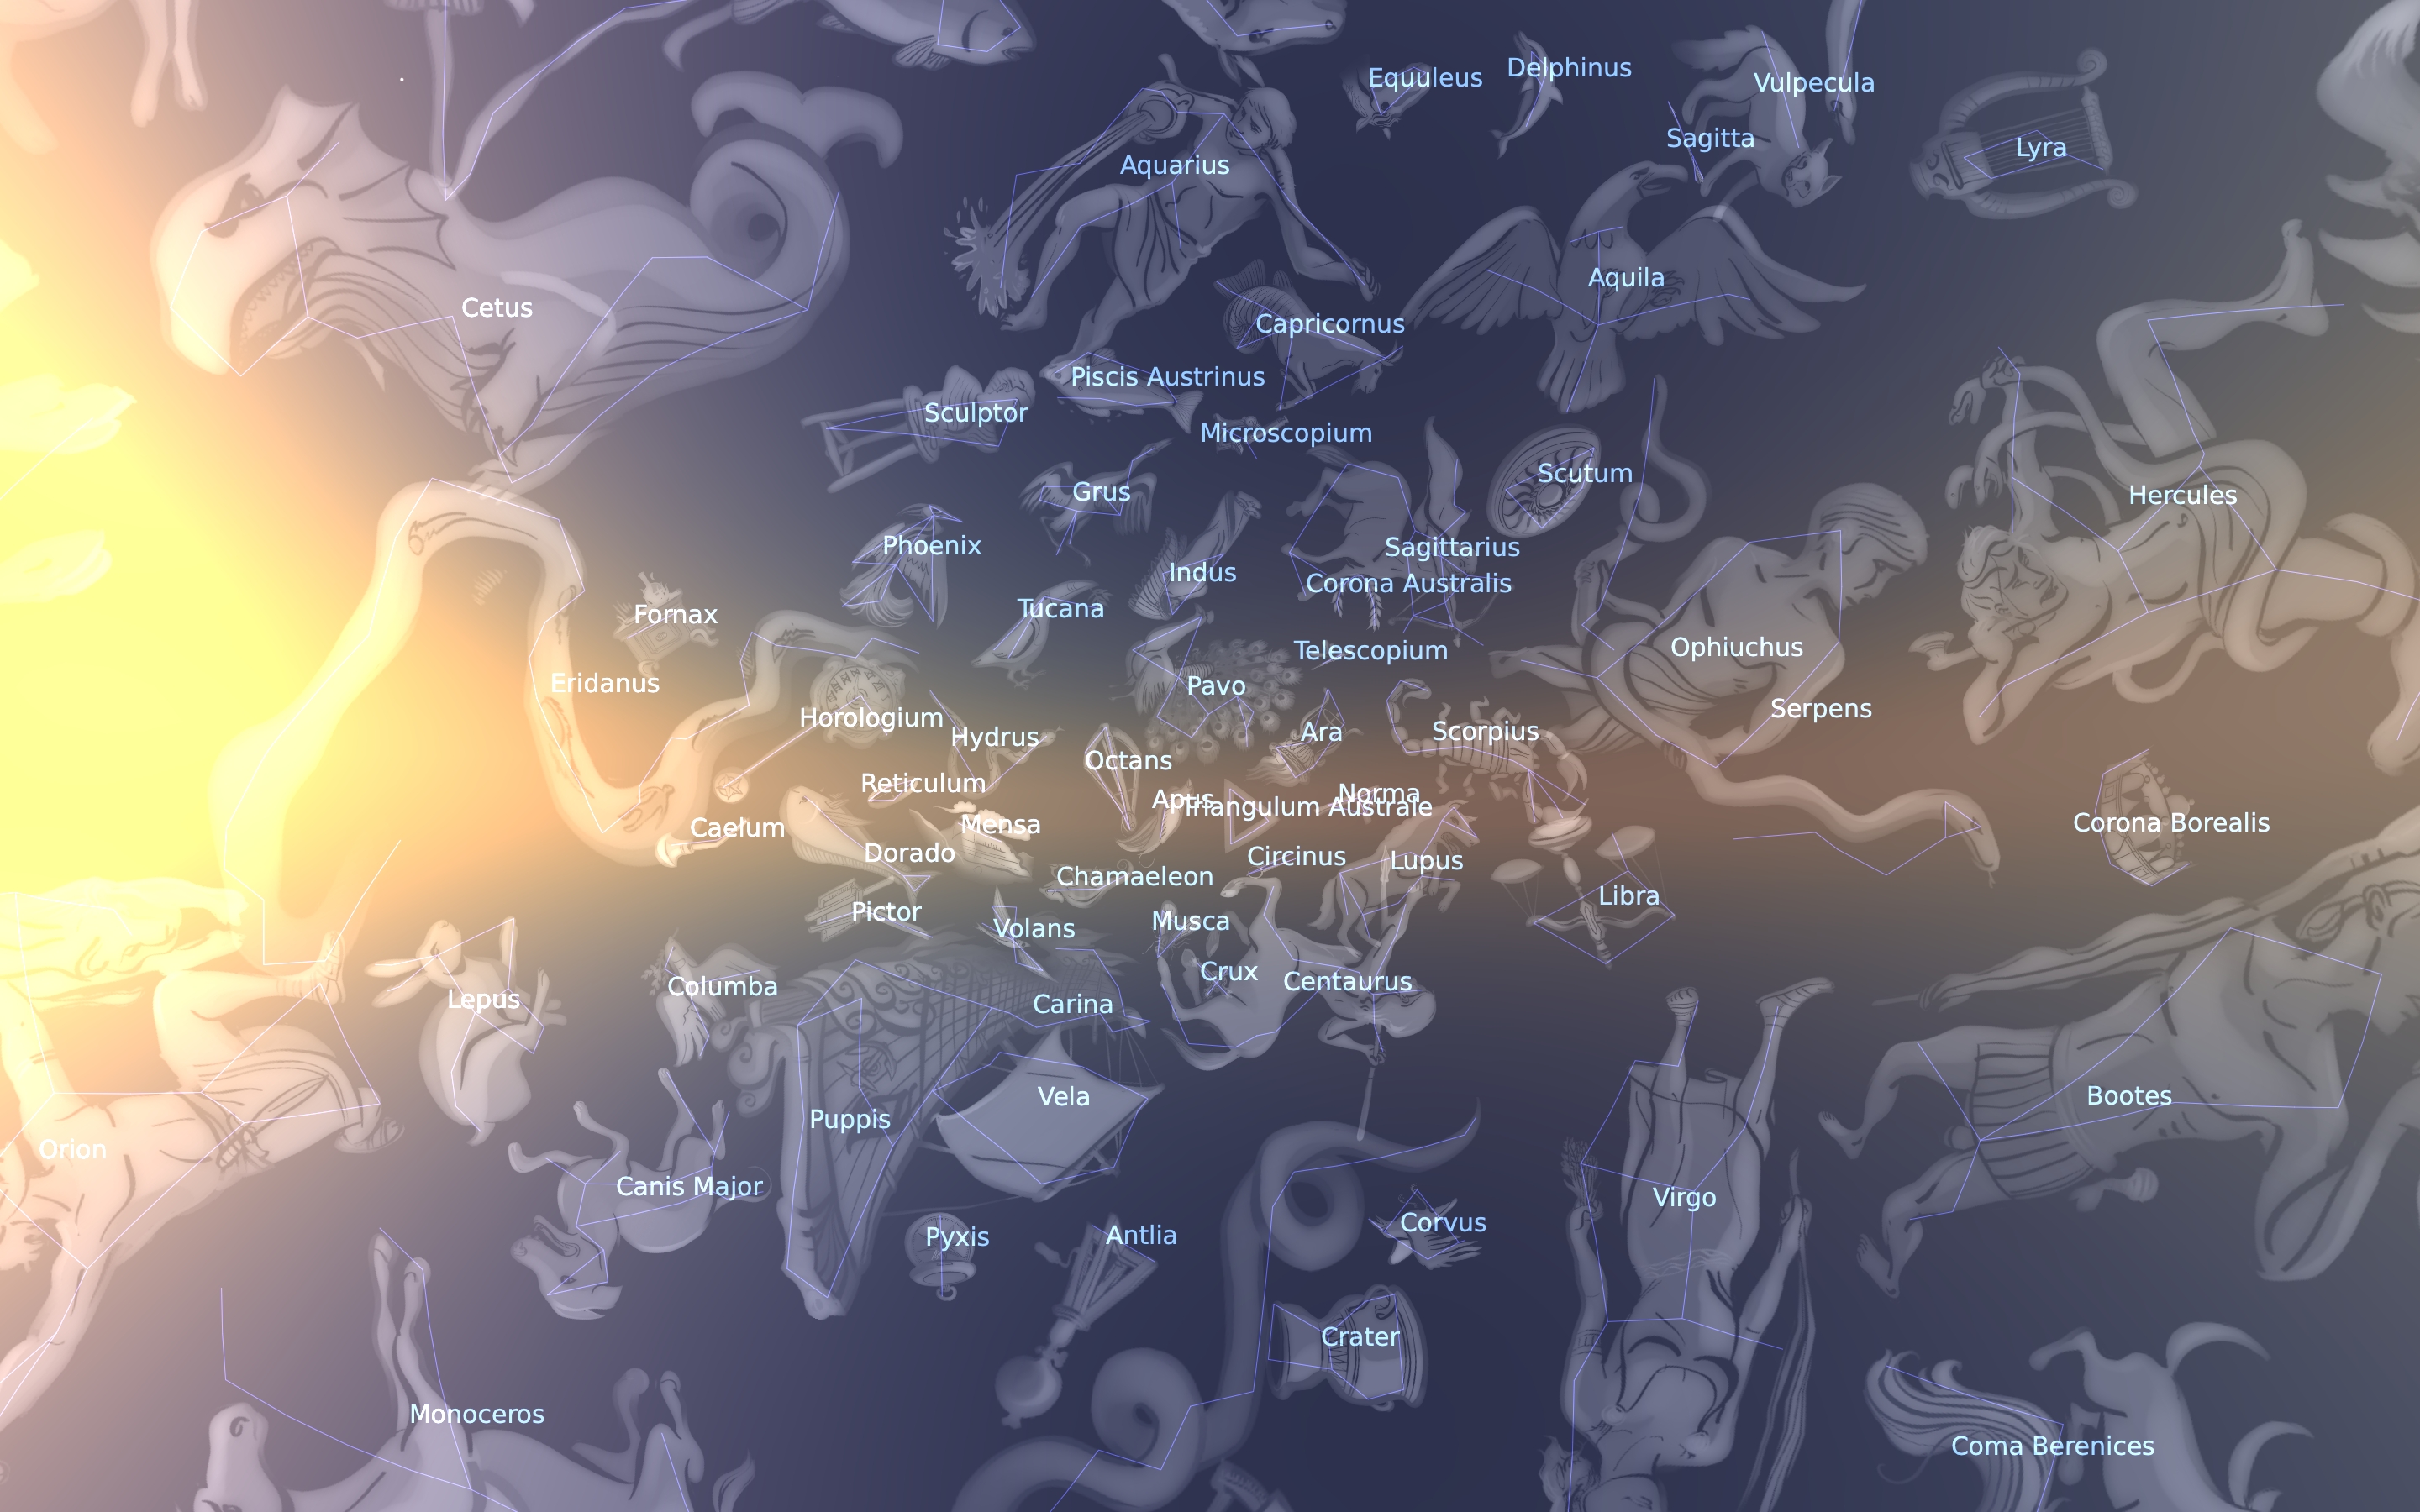 Delphinus
Equuleus
Vulpecula
Sagitta
Lyra
Aquarius
Aquila
Cetus
Capricornus
Piscis Austrinus
Sculptor
Microscopium
Scutum
Grus
Hercules
Phoenix
Sagittarius
Indus
Corona Australis
Tucana
Fornax
Ophiuchus
Telescopium
Eridanus
Pavo
Serpens
Horologium
Scorpius
Ara
Hydrus
Octans
Reticulum
Norma
Apus
Triangulum Australe
Corona Borealis
Mensa
Caelum
Dorado
Circinus
Lupus
Chamaeleon
Libra
Pictor
Musca
Volans
Crux
Centaurus
Columba
Lepus
Carina
Vela
Bootes
Puppis
Orion
Canis Major
Virgo
Corvus
Antlia
Pyxis
Crater
Monoceros
Coma Berenices